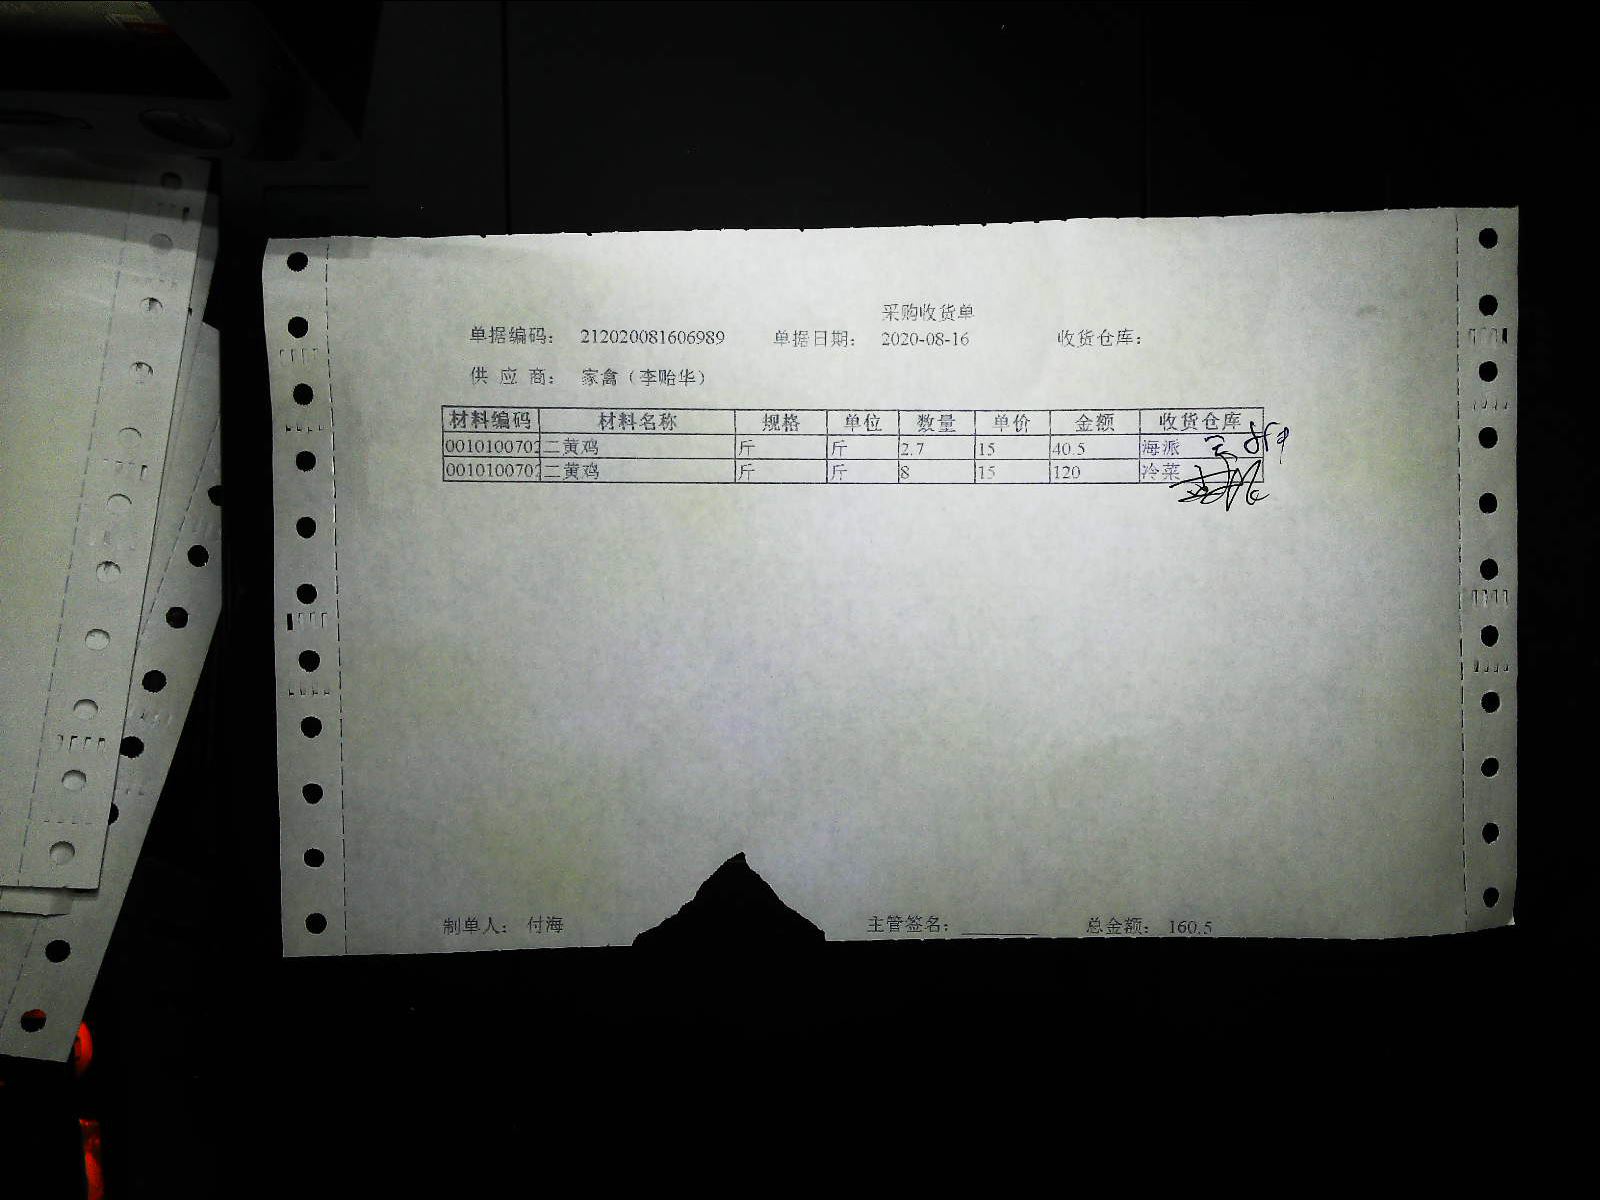 采购收货单
单据编码： 212020081606989 单据日期： 2020-08-16 收货仓库：
供 应 商： 家禽（李贻华）
材料编码 材料名称 规格 单位 数量 单价 金额 收货仓库
0010100702 二黄鸡 斤 斤 2.7 15 40.5 海派
0010100702 二黄鸡 斤 斤 8 15 120 冷菜
制单人： 付海 主管签名： ________ 总金额： 160.5